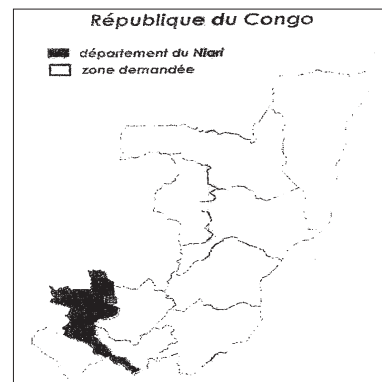 République du Congo
département du Niari
zone demandée